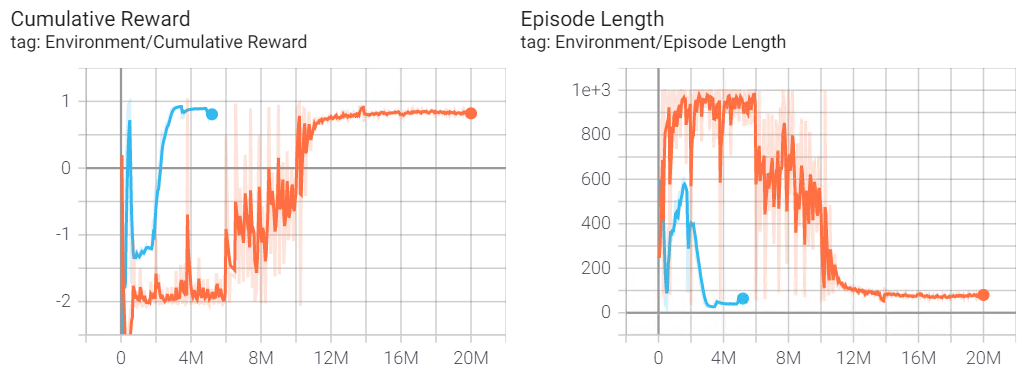 Cumulative Reward
tag: Environment/Cumulative Reward
1
0
-1
-2
0
4M
8M
12M
16M
20M
Episode Length
tag: Environment/Episode Length
1e+3
800
600
400
200
0
0
4M
8M
12M
16M
20M